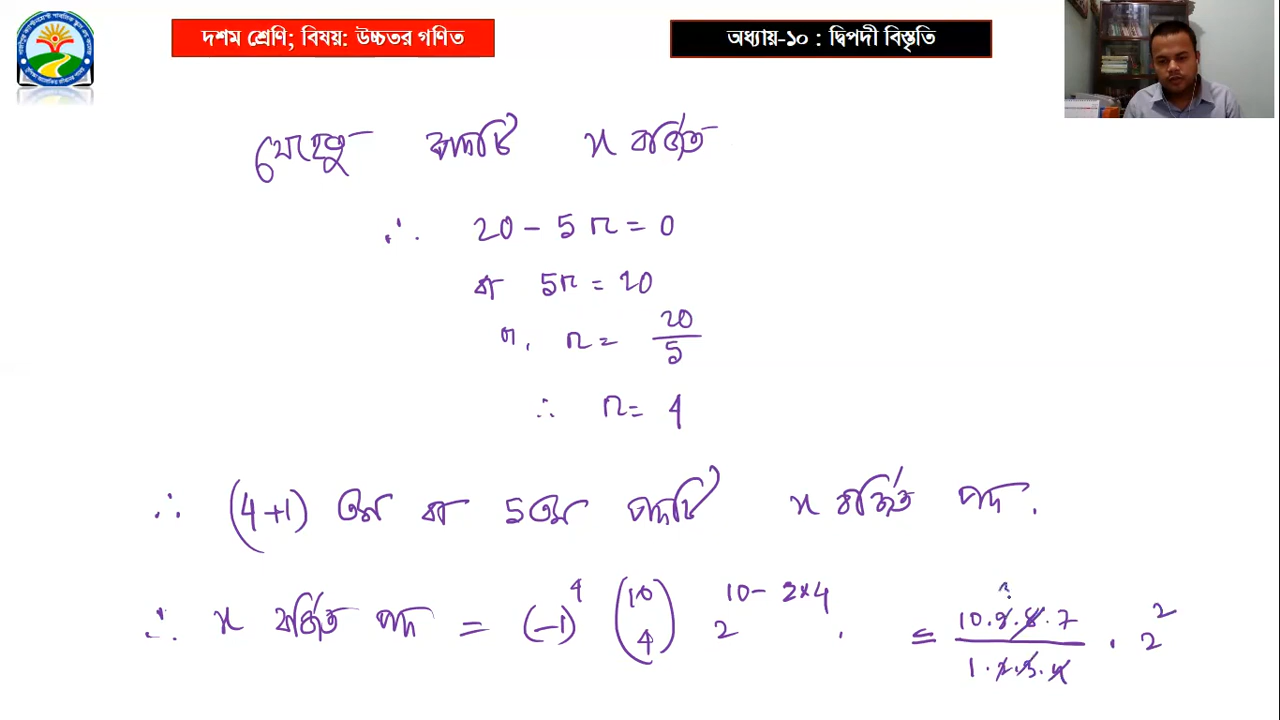 দশম শ্রেণি; বিষয়: উচ্চতর গণিত
অধ্যায়-১০ : দ্বিপদী বিস্তৃতি
যেহেতু পদটি x বর্জিত
∴ 20 - 5r = 0
বা 5r = 20
বা, r = 20/5
∴ r = 4
∴ (4+1) তম বা 5তম পদটি x বর্জিত পদ.
∴ x বর্জিত পদ = (-1)^4 (10 4) 2^(10-2×4) . = (10.9.8.7)/(1.2.3.4) . 2^2